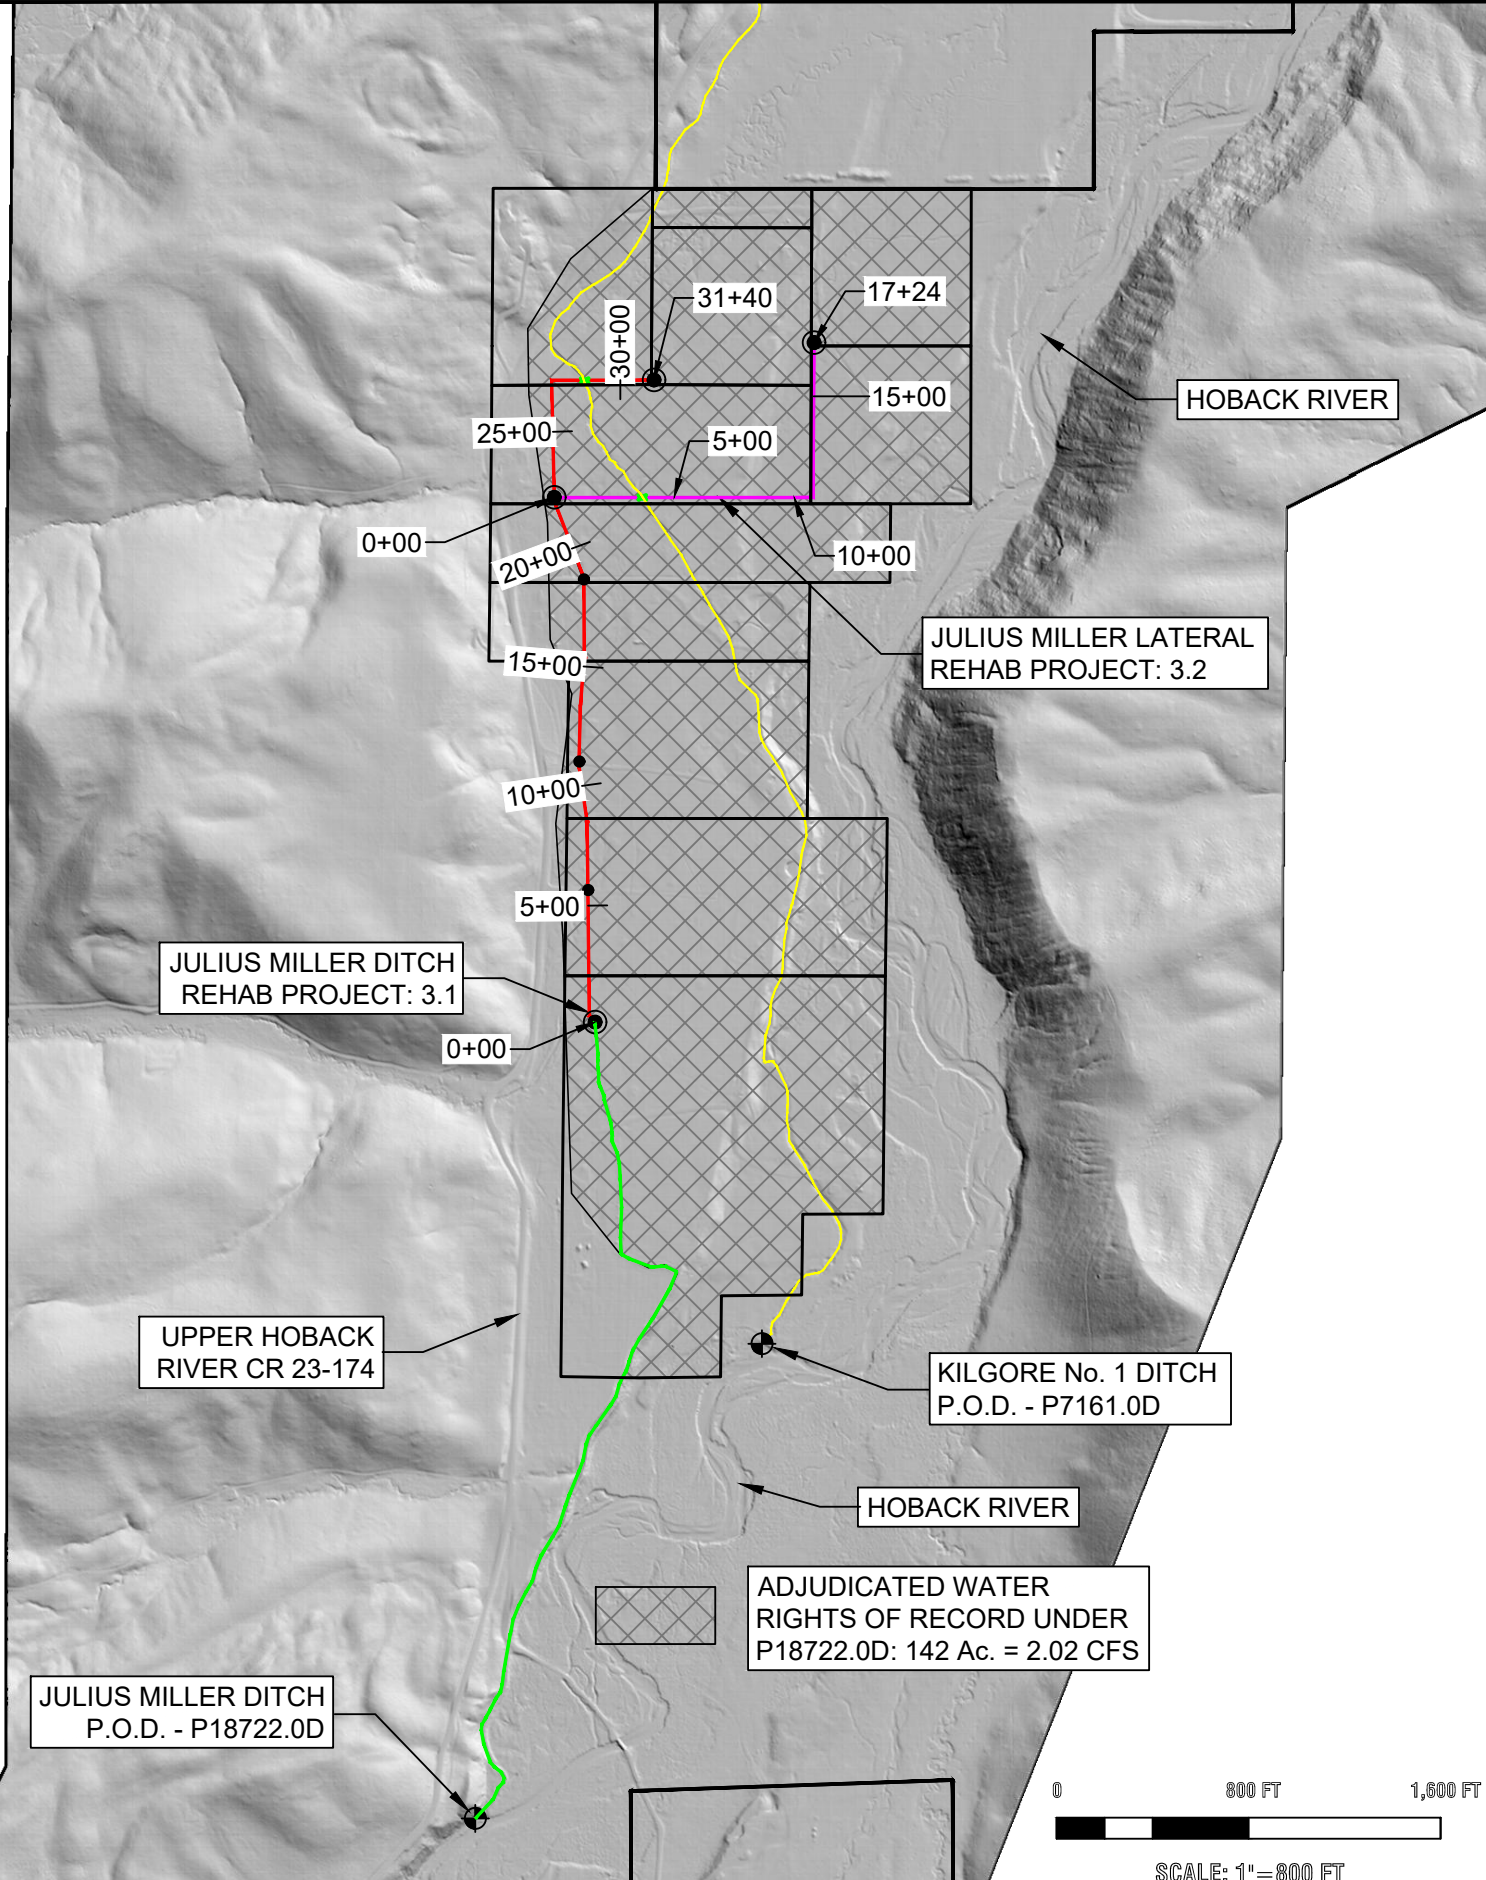 31+40
17+24
30+00
15+00
HOBACK RIVER
25+00
5+00
0+00
20+00
10+00
JULIUS MILLER LATERAL
REHAB PROJECT: 3.2
15+00
10+00
5+00
JULIUS MILLER DITCH
REHAB PROJECT: 3.1
0+00
UPPER HOBACK
RIVER CR 23-174
KILGORE No. 1 DITCH
P.O.D. - P7161.0D
HOBACK RIVER
ADJUDICATED WATER
RIGHTS OF RECORD UNDER
P18722.0D: 142 Ac. = 2.02 CFS
JULIUS MILLER DITCH
P.O.D. - P18722.0D
0 800 FT 1,600 FT
SCALE: 1"=800 FT